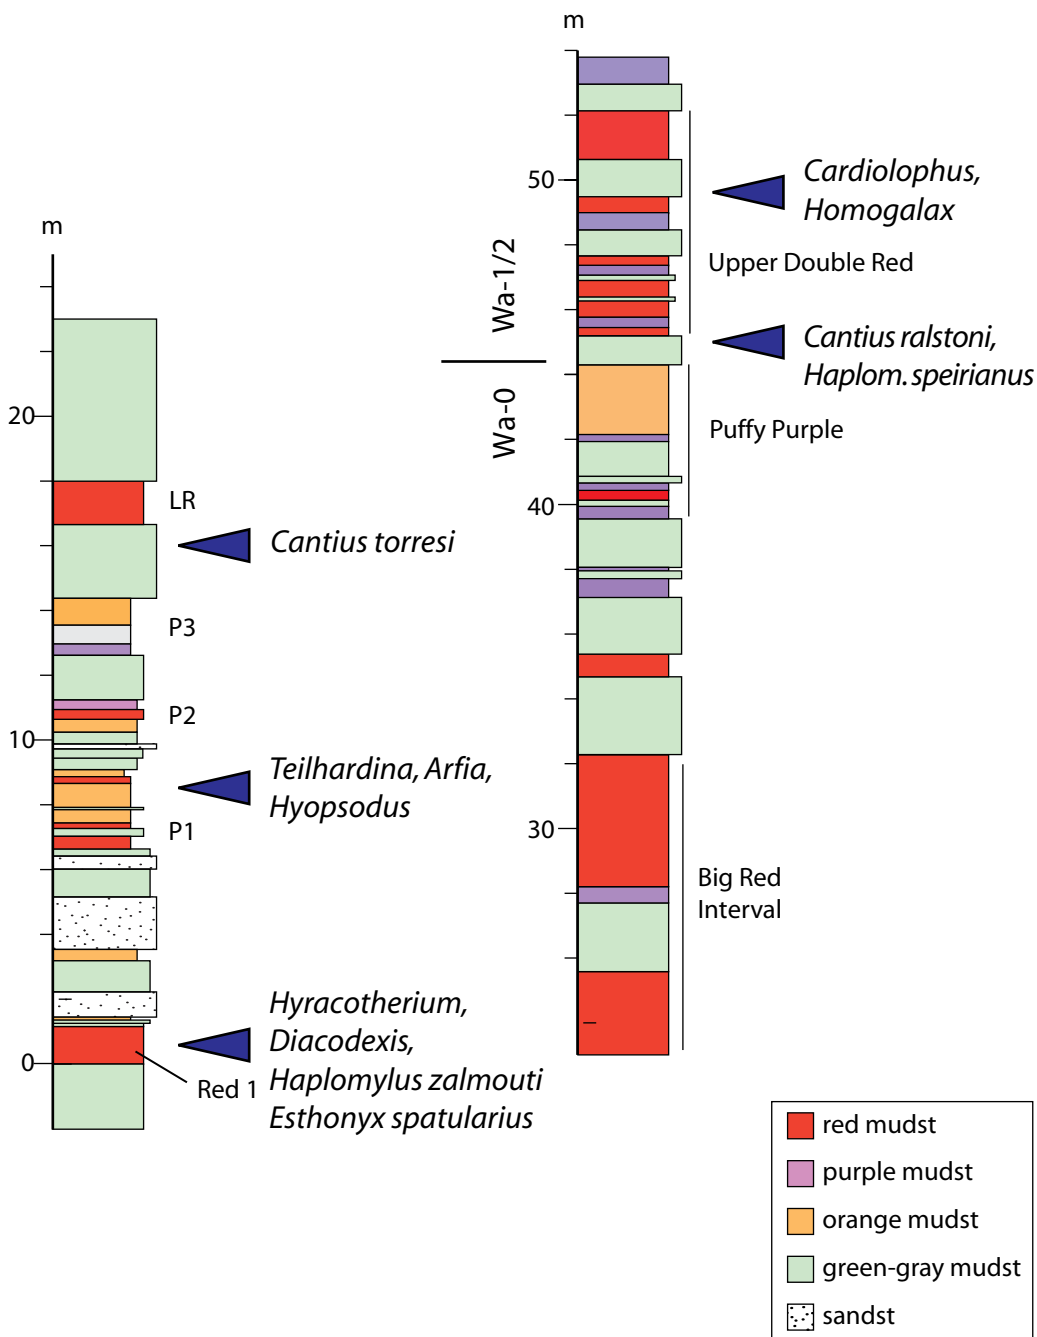 m
20
10
0
LR
P3
P2
P1
Red 1
Cantius torresi
Teilhardina, Arfia,
Hyopsodus
Hyracotherium,
Diacodexis,
Haplomylus zalmouti
Esthonyx spatularius
m
50
40
30
Wa-1/2
Wa-0
Cardiolophus,
Homogalax
Upper Double Red
Cantius ralstoni,
Haplom. speirianus
Puffy Purple
Big Red
Interval
red mudst
purple mudst
orange mudst
green-gray mudst
sandst